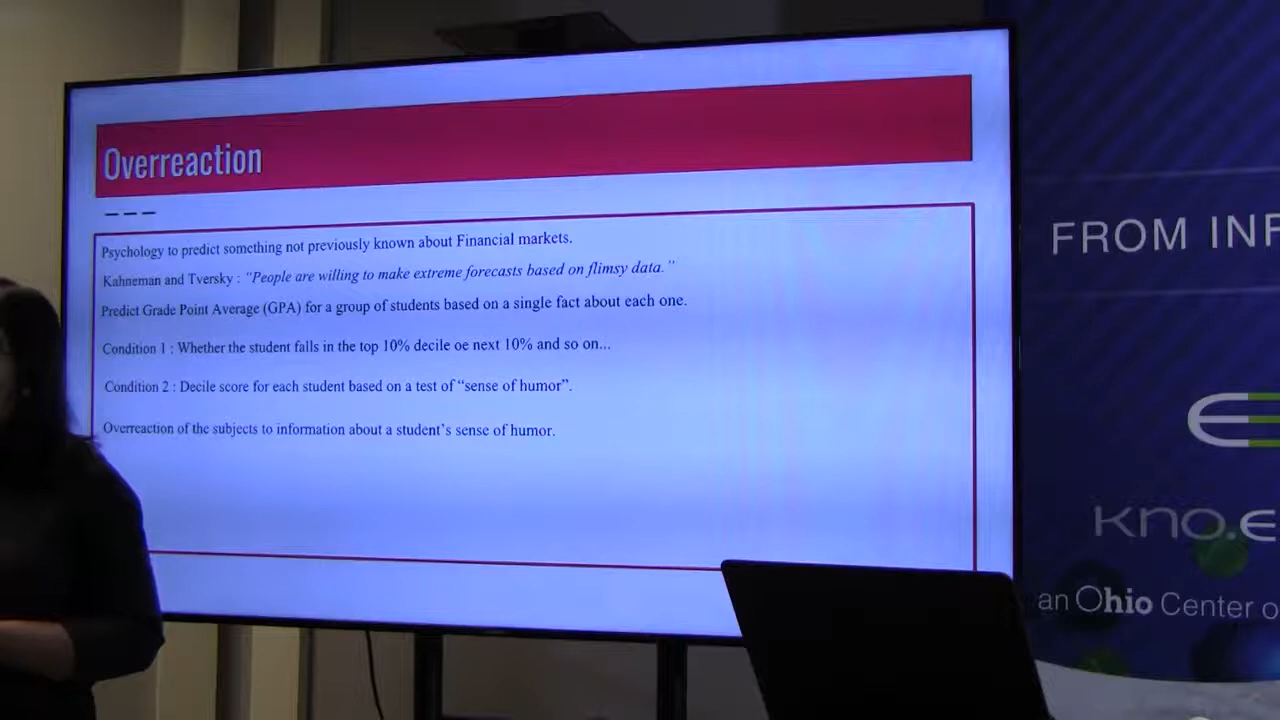 Overreaction
Psychology to predict something not previously known about Financial markets.
Kahneman and Tversky : “People are willing to make extreme forecasts based on flimsy data.”
Predict Grade Point Average (GPA) for a group of students based on a single fact about each one.
Condition 1 : Whether the student falls in the top 10% decile oe next 10% and so on...
Condition 2 : Decile score for each student based on a test of “sense of humor”.
Overreaction of the subjects to information about a student’s sense of humor.
FROM INF
kno.e
an Ohio Center o